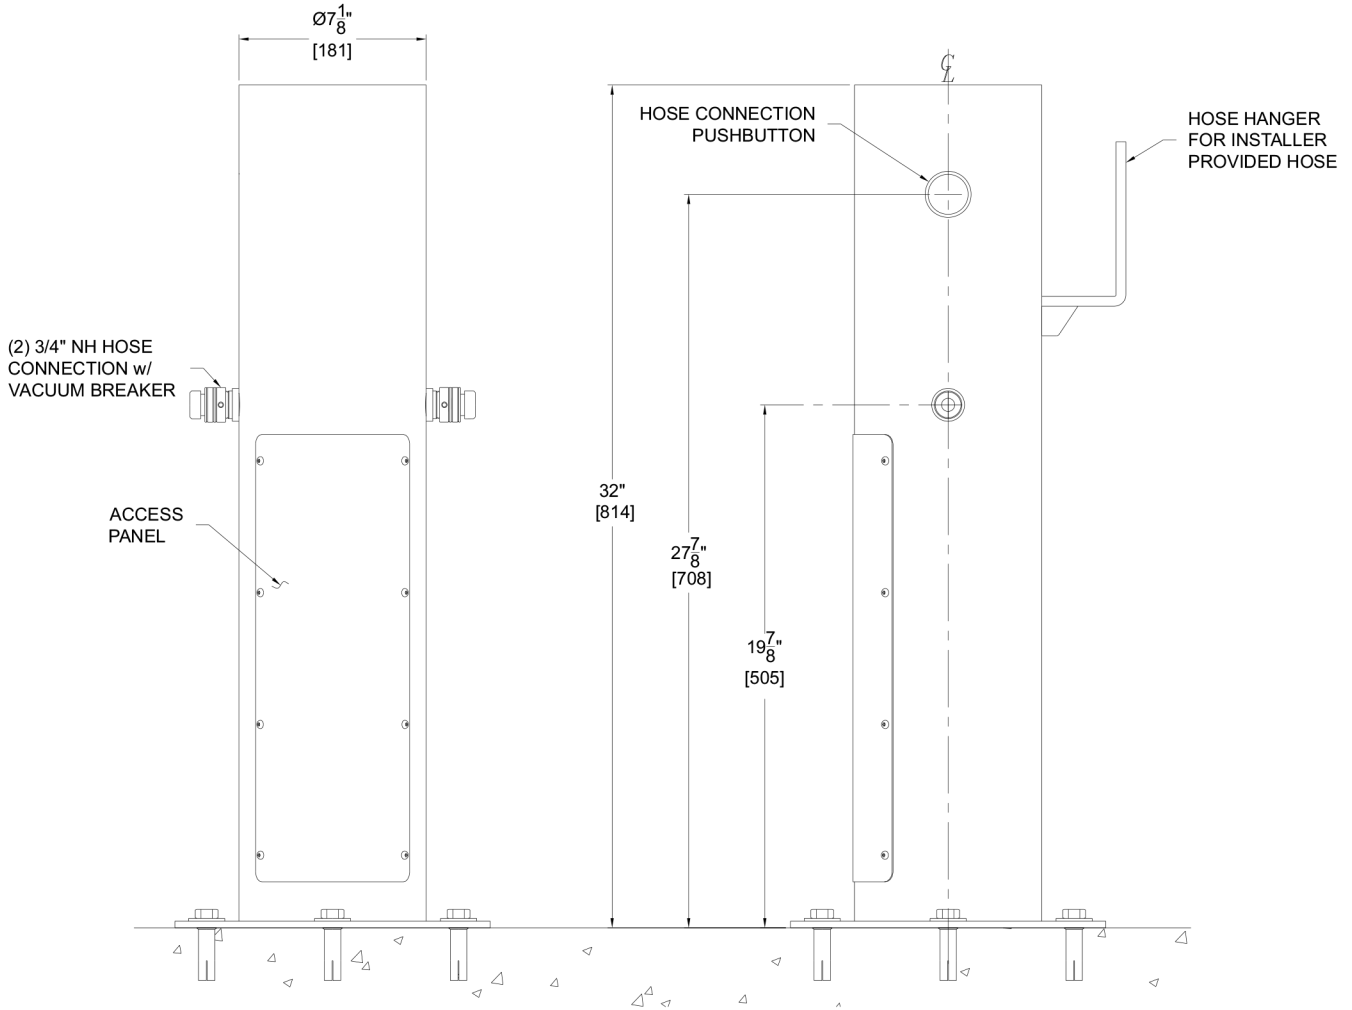 Ø7 1/8"
[181]
℄
HOSE CONNECTION
PUSHBUTTON
HOSE HANGER
FOR INSTALLER
PROVIDED HOSE
(2) 3/4" NH HOSE
CONNECTION w/
VACUUM BREAKER
ACCESS
PANEL
32"
[814]
27 7/8"
[708]
19 7/8"
[505]